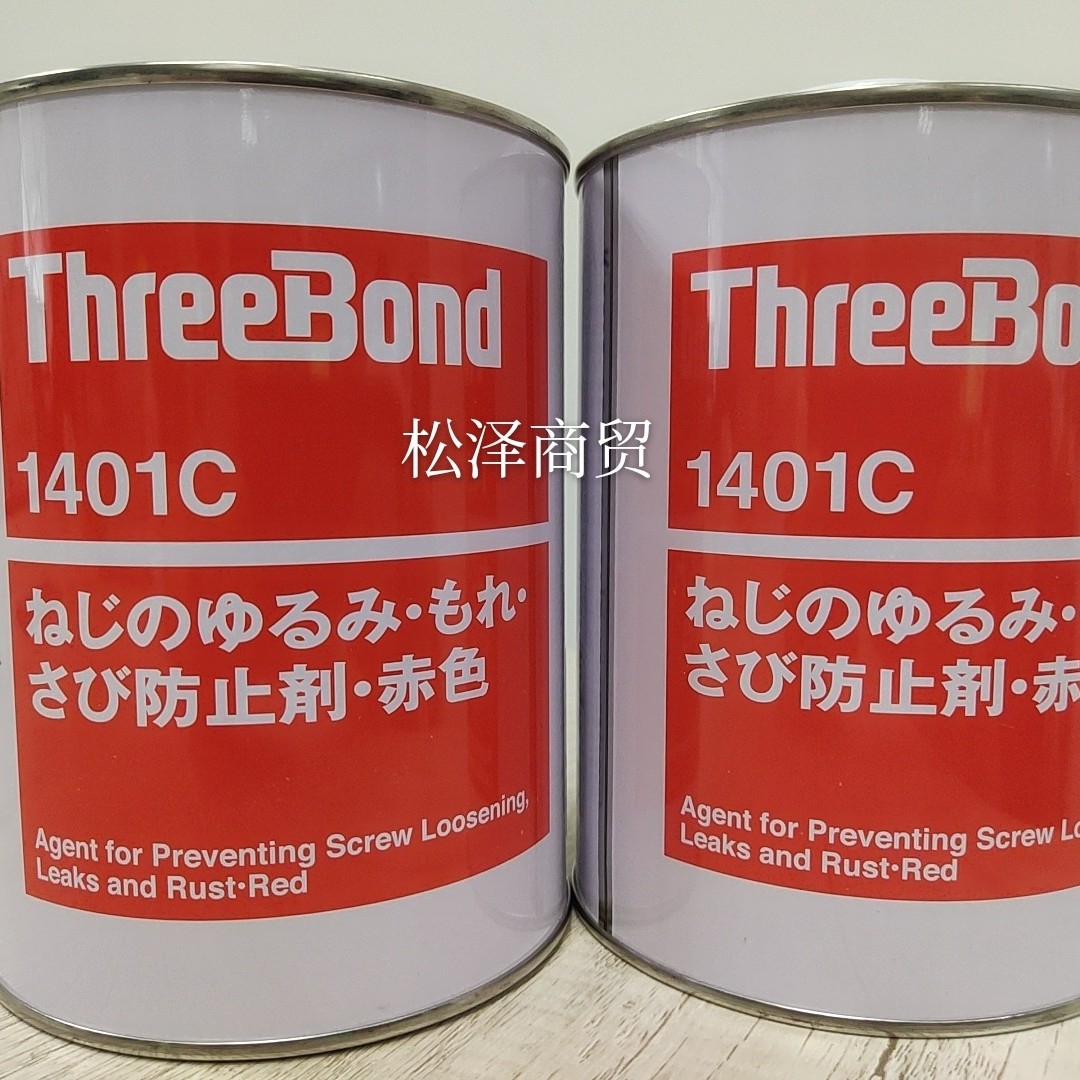 ThreeBond
1401C
ねじのゆるみ・もれ・
さび防止剤・赤色
Agent for Preventing Screw Loosening,
Leaks and Rust・Red
松泽商贸
ThreeBo
1401C
ねじのゆるみ・
さび防止剤・赤
Agent for Preventing Screw Lo
Leaks and Rust・Red